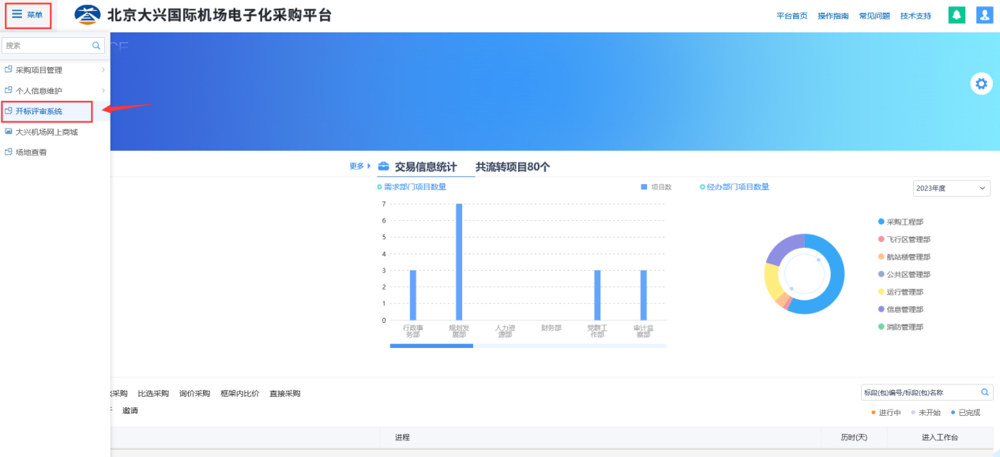 菜单
北京大兴国际机场电子化采购平台
平台首页 操作指南 常见问题 技术支持
搜索
采购项目管理
个人信息维护
开标评审系统
大兴机场网上商城
场地查看
更多
交易信息统计 共流转项目80个
需求部门项目数量
项目数
7
6
5
4
3
2
1
0
行政事务部
规划发展部
人力资源部
财务部
党群工作部
审计监察部
经办部门项目数量
2023年度
采购工程部
飞行区管理部
航站楼管理部
公共区管理部
运行管理部
信息管理部
消防管理部
采购 比选采购 询价采购 框架内比价 直接采购
标段(包)编号/标段(包)名称
邀请
进行中 未开始 已完成
进程 历时(天) 进入工作台